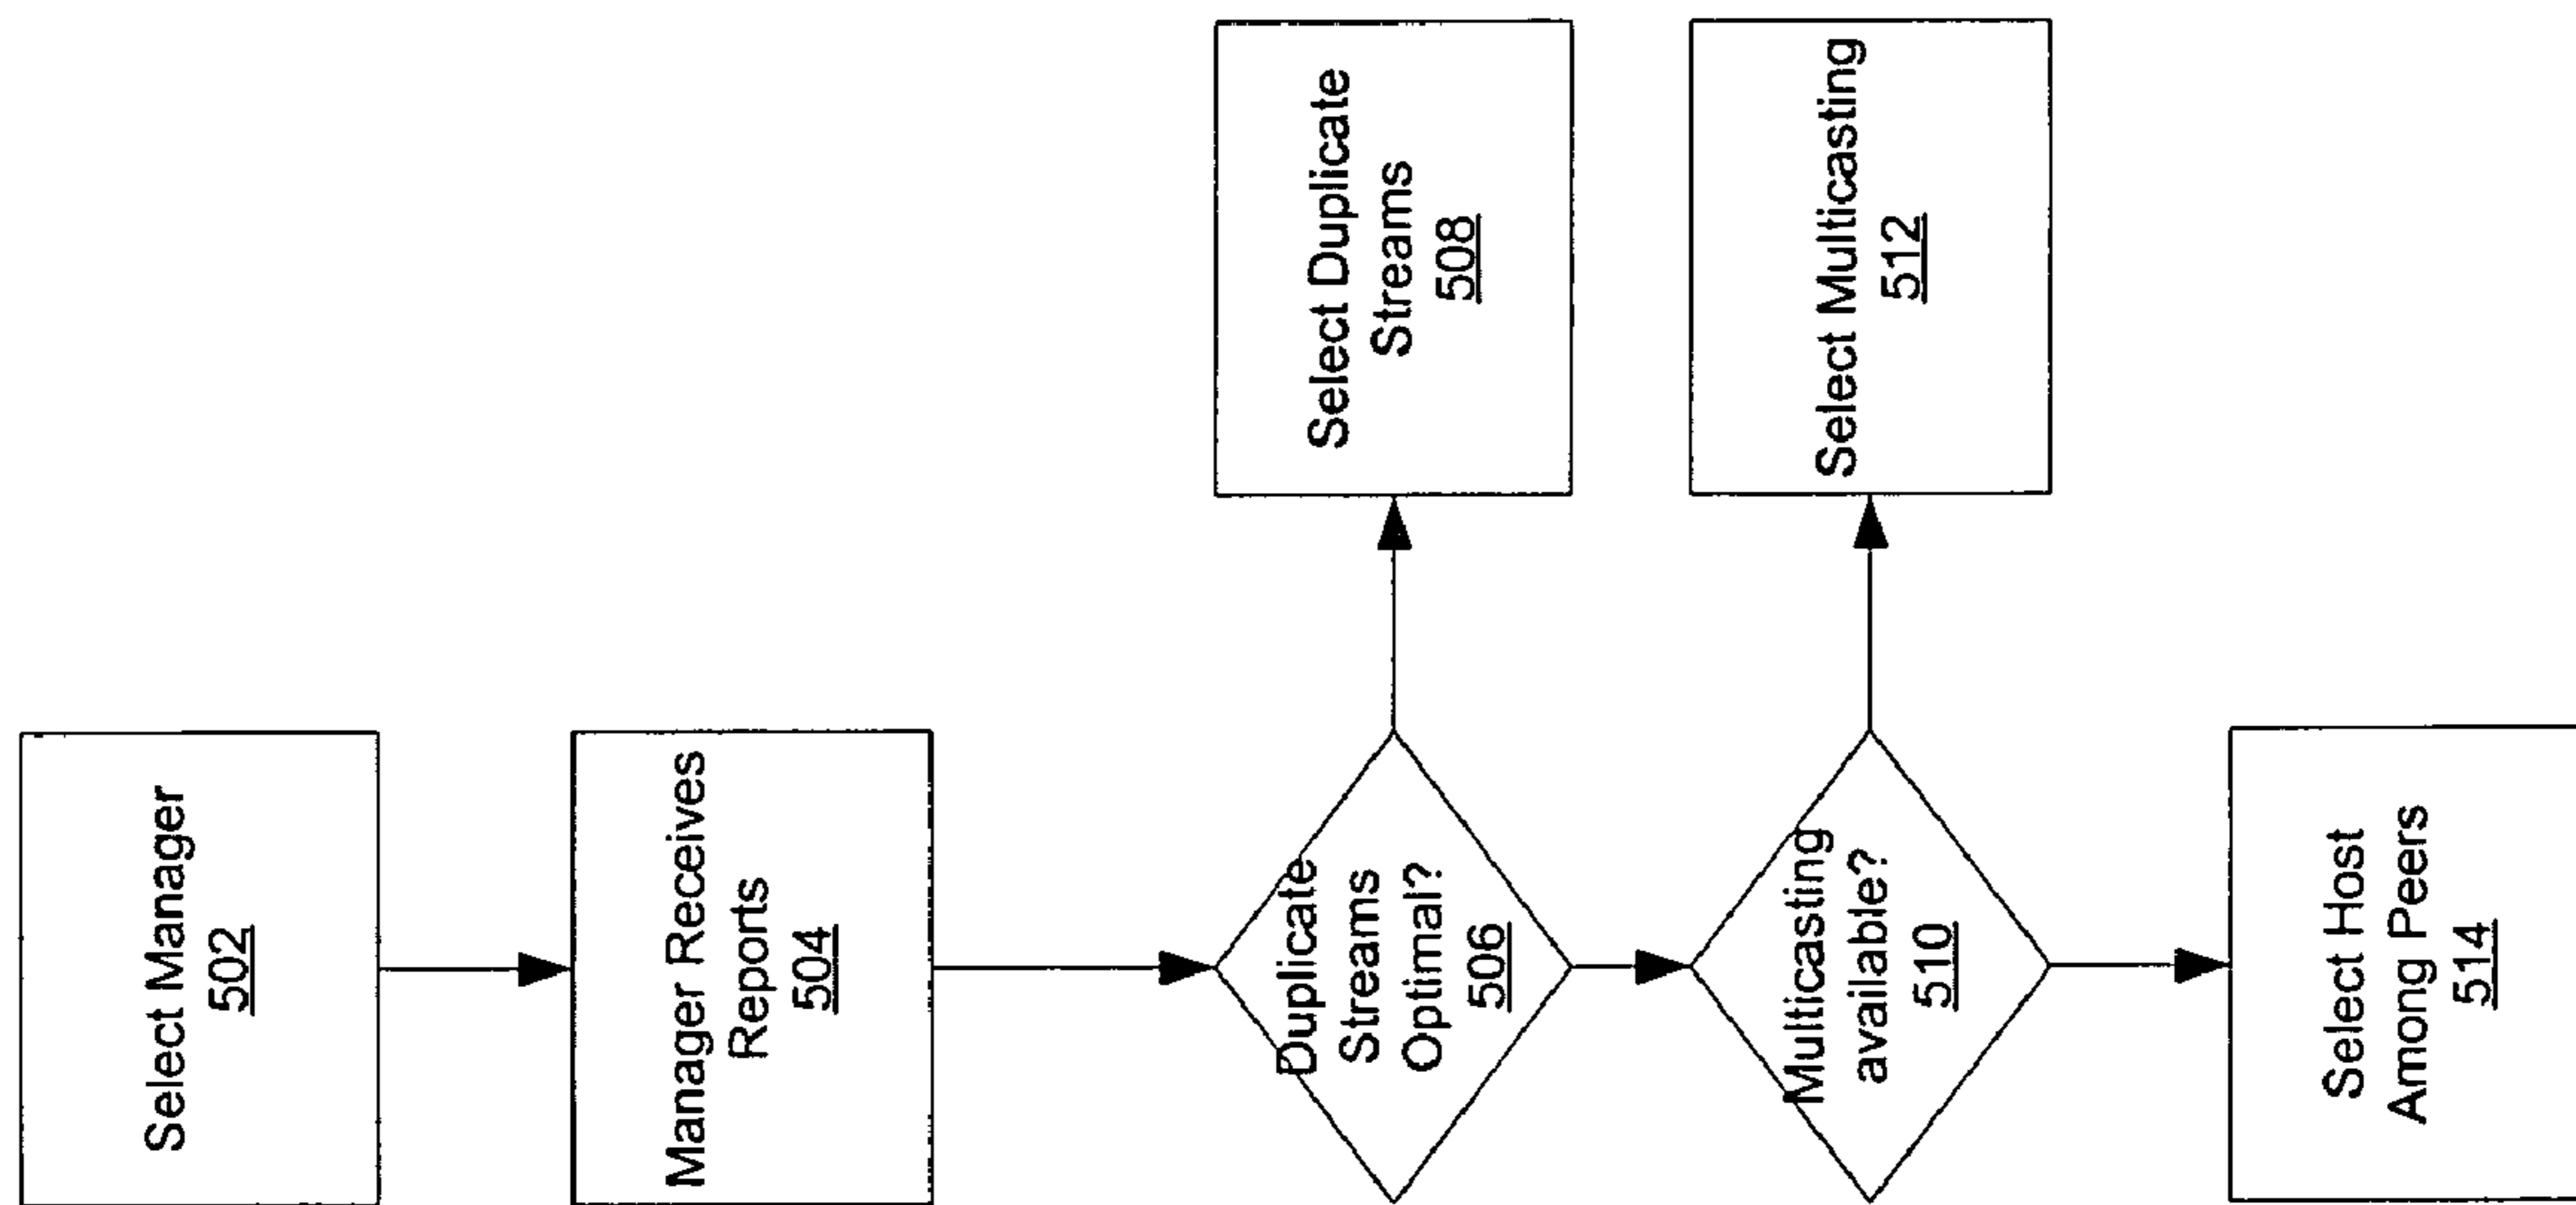 Select Manager
502
Manager Receives
Reports
504
Duplicate
Streams
Optimal?
506
Select Duplicate
Streams
508
Multicasting
available?
510
Select Multicasting
512
Select Host
Among Peers
514